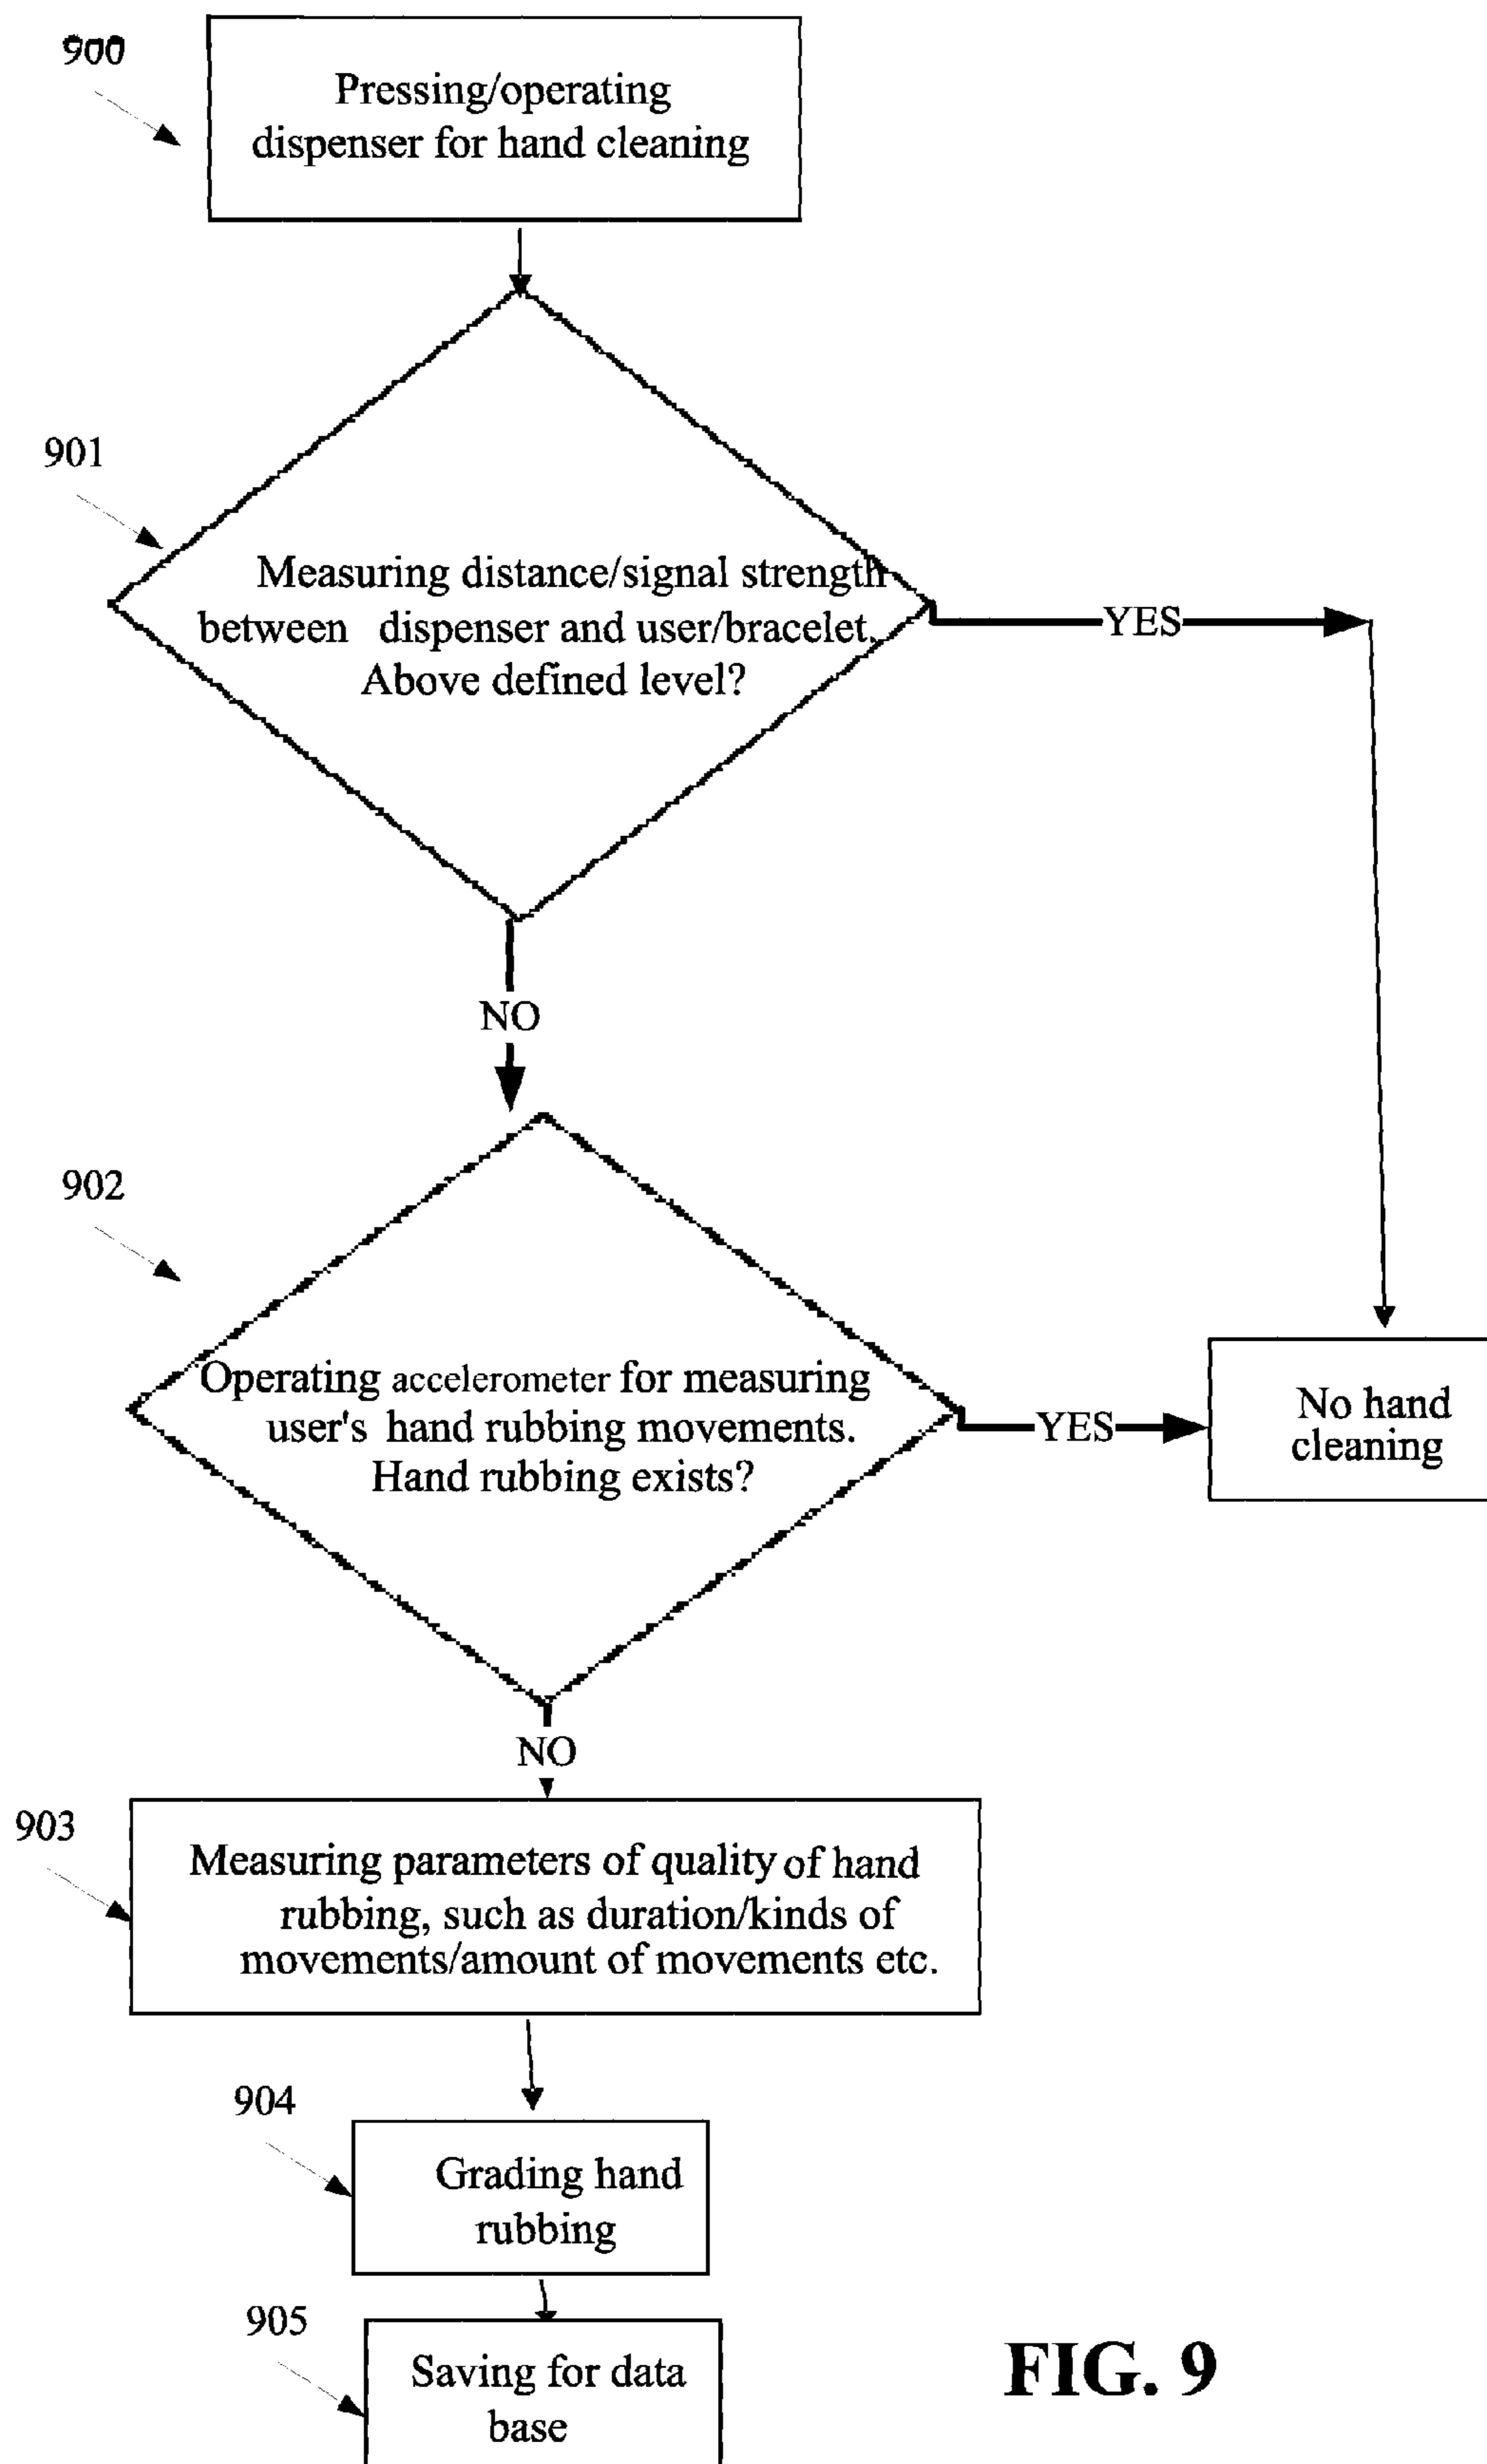 900
Pressing/operating
dispenser for hand cleaning
901
Measuring distance/signal strength
between dispenser and user/bracelet.
Above defined level?
YES
NO
902
Operating accelerometer for measuring
user's hand rubbing movements.
Hand rubbing exists?
YES
No hand
cleaning
NO
903
Measuring parameters of quality of hand
rubbing, such as duration/kinds of
movements/amount of movements etc.
904
Grading hand
rubbing
905
Saving for data
base
FIG. 9